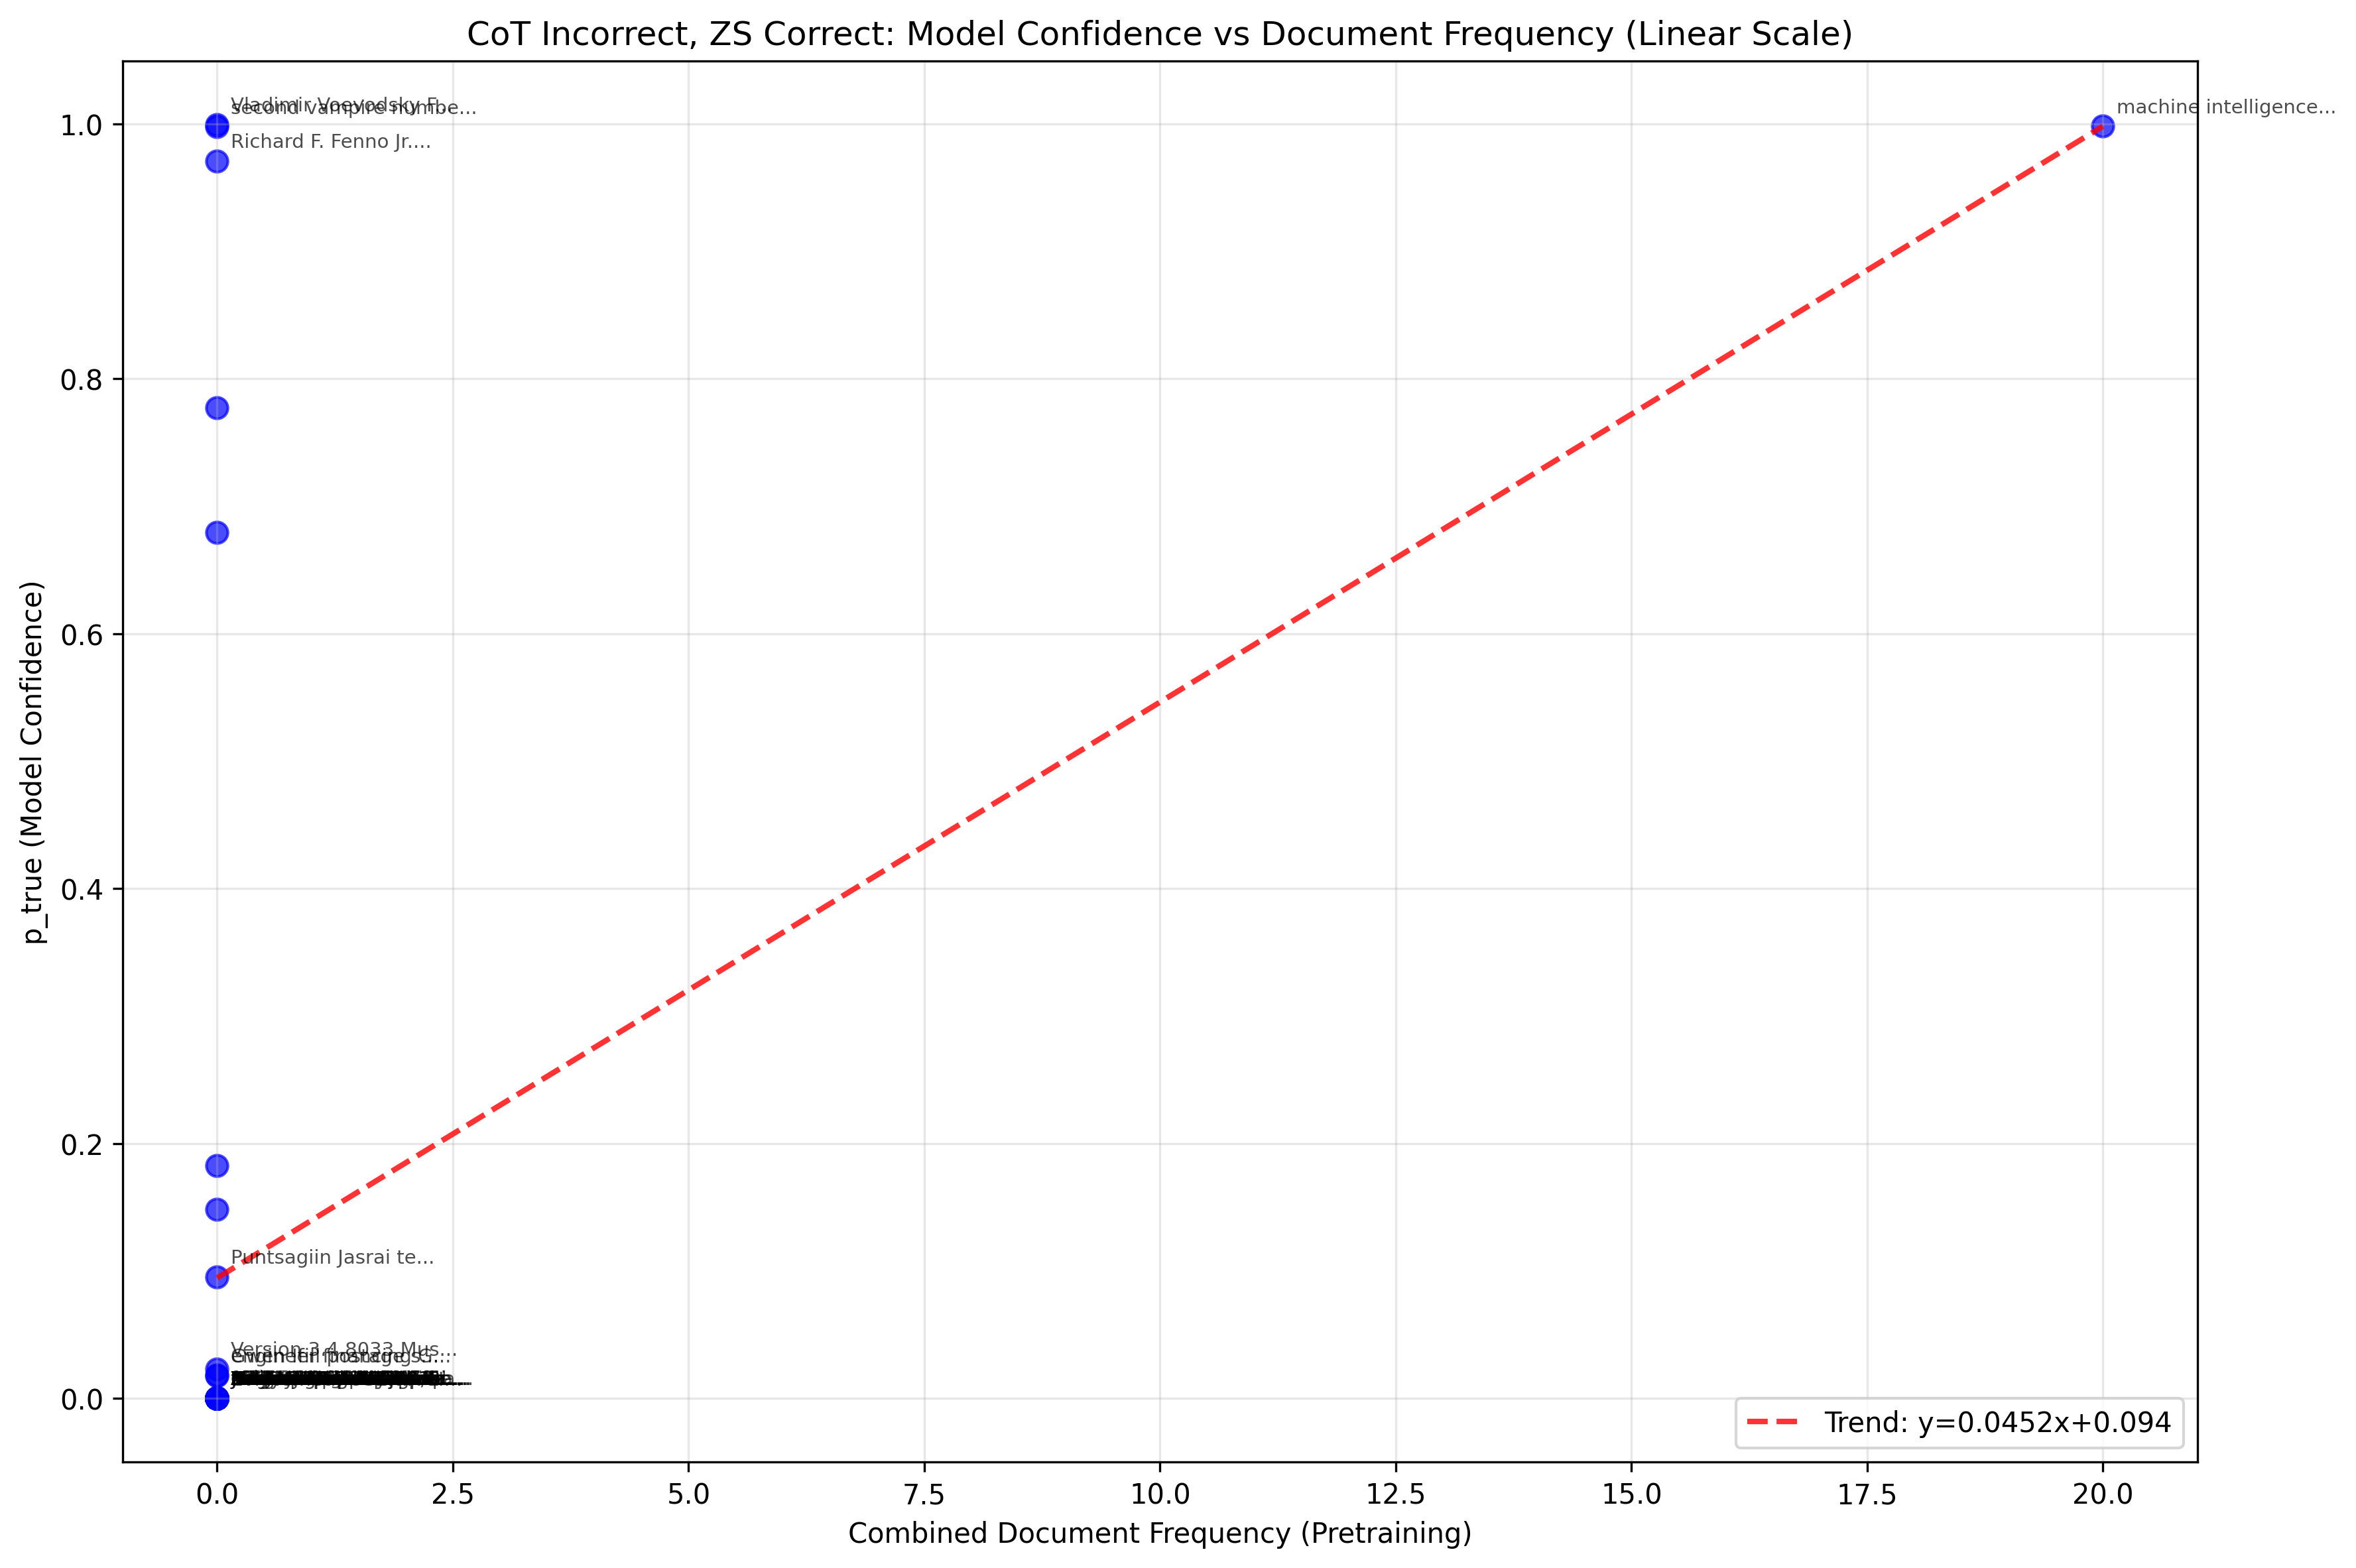 CoT Incorrect, ZS Correct: Model Confidence vs Document Frequency (Linear Scale)
Vladimir Voevodsky F...
second vampire numbe...
machine intelligence...
Richard F. Fenno Jr....
Puntsagiin Jasrai te...
Version 3.4.8033 Mus...
p_true (Model Confidence)
1.0
0.8
0.6
0.4
0.2
0.0
Trend: y=0.0452x+0.094
0.0 2.5 5.0 7.5 10.0 12.5 15.0 17.5 20.0
Combined Document Frequency (Pretraining)